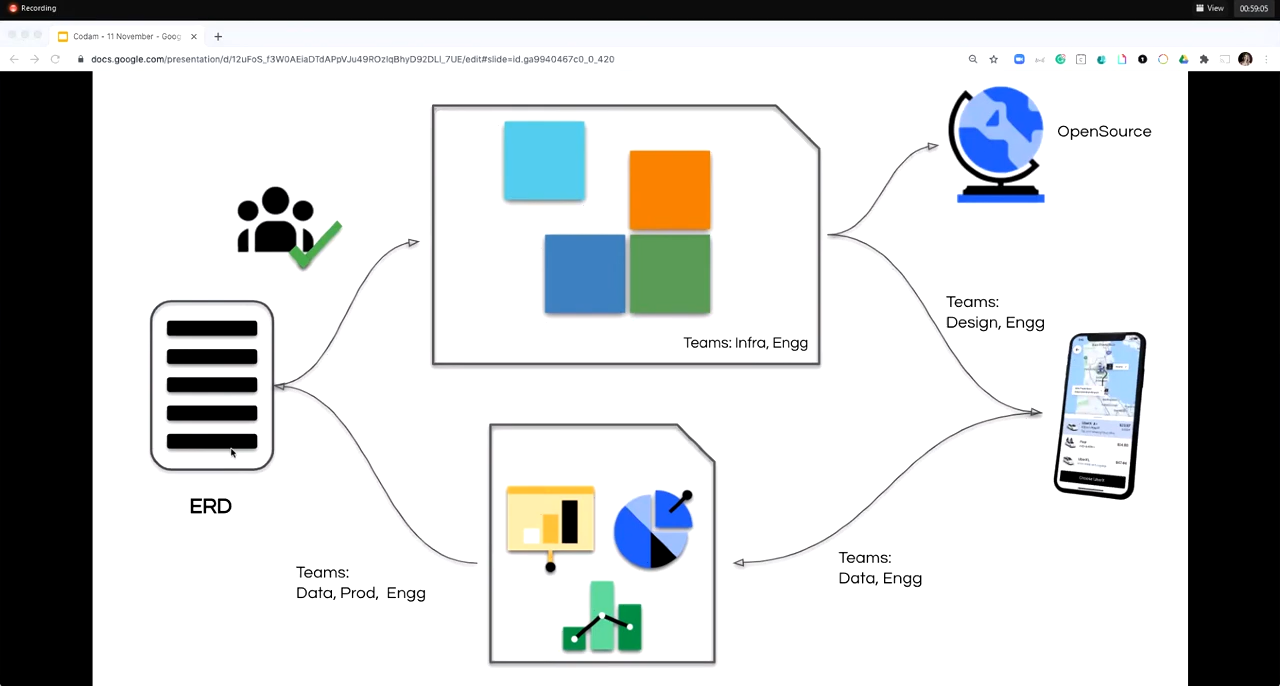 Recording
View
00:59:05
Codam - 11 November - Goog
docs.google.com/presentation/d/12uFoS_f3W0AEiaDTdAPpVJu49ROzIqBhyD92DLI_7UE/edit#slide=id.ga9940467c0_0_420
OpenSource
Teams:
Design, Engg
Teams: Infra, Engg
ERD
Teams:
Data, Engg
Teams:
Data, Prod, Engg